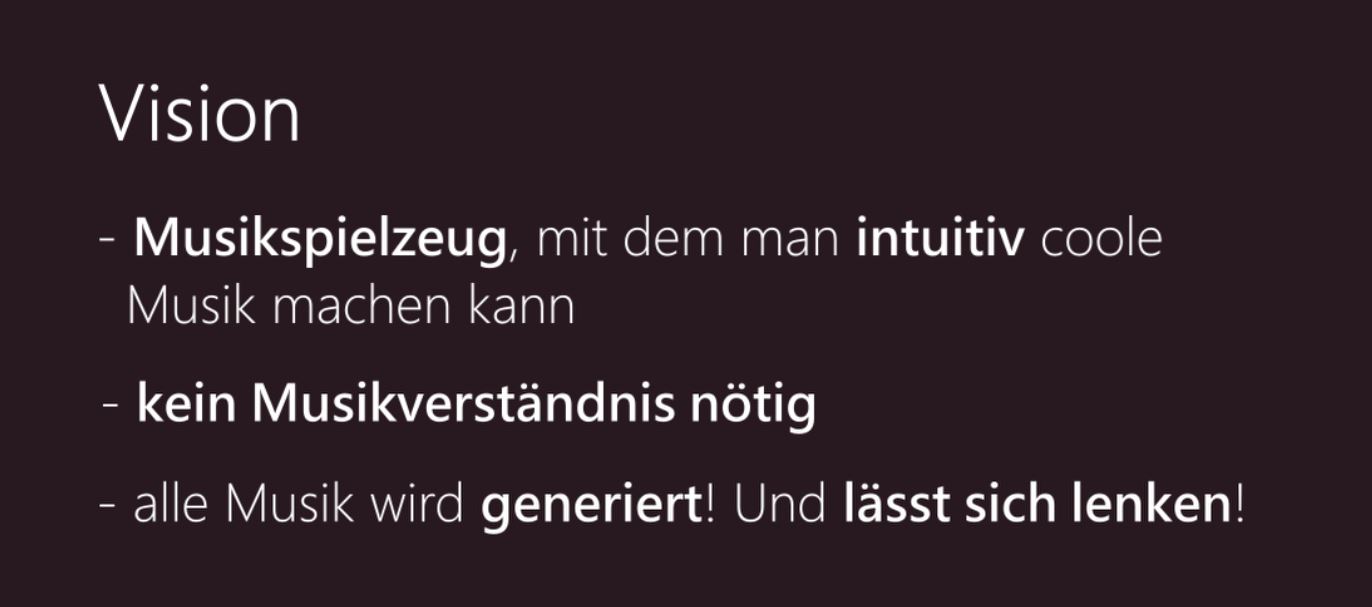 Vision
- Musikspielzeug, mit dem man intuitiv coole
Musik machen kann
- kein Musikverständnis nötig
- alle Musik wird generiert! Und lässt sich lenken!